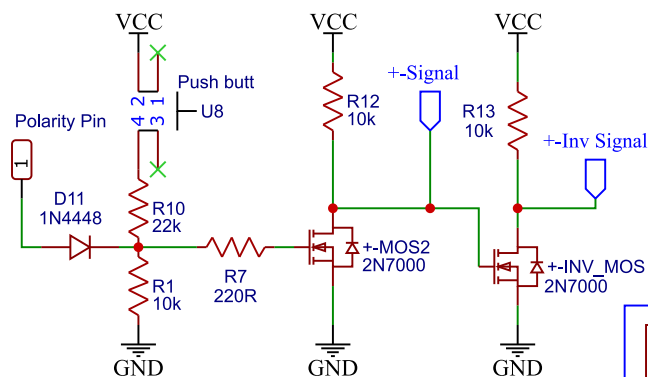 VCC
VCC
VCC
2 1
4 3
Push butt
U8
+-Signal
R12
10k
R13
10k
+-Inv Signal
Polarity Pin
1
D11
1N4448
R10
22k
R1
10k
R7
220R
+-MOS2
2N7000
+-INV_MOS
2N7000
GND
GND
GND